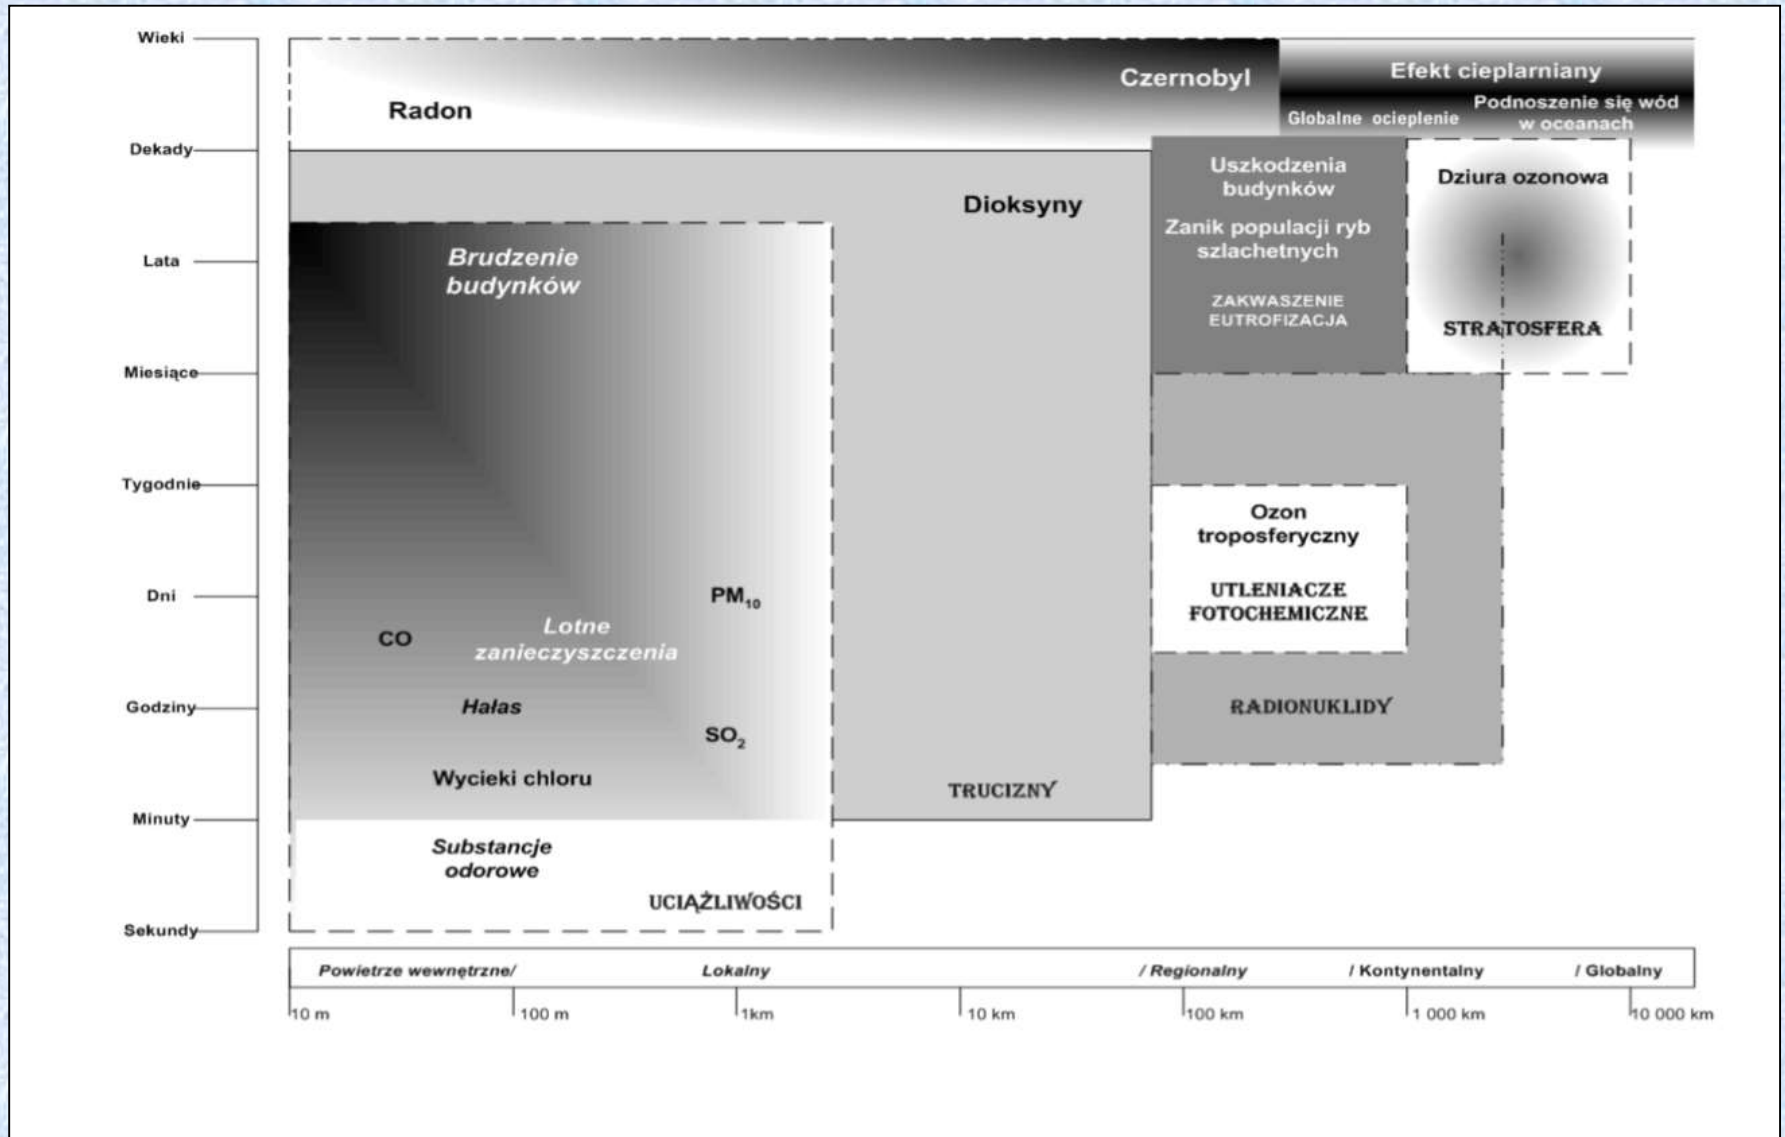 Wieki
Dekady
Lata
Miesiące
Tygodnie
Dni
Godziny
Minuty
Sekundy
Radon
Czernobyl
Efekt cieplarniany
Globalne ocieplenie
Podnoszenie się wód
w oceanach
Dioksyny
TRUCIZNY
Uszkodzenia
budynków
Zanik populacji ryb
szlachetnych
ZAKWASZENIE
EUTROFIZACJA
Dziura ozonowa
STRATOSFERA
Brudzenie
budynków
PM10
CO
Lotne
zanieczyszczenia
Hałas
SO2
Wycieki chloru
Substancje
odorowe
UCIĄŻLIWOŚCI
Ozon
troposferyczny
UTLENIACZE
FOTOCHEMICZNE
RADIONUKLIDY
Powietrze wewnętrzne/ Lokalny / Regionalny / Kontynentalny / Globalny
10 m 100 m 1km 10 km 100 km 1 000 km 10 000 km